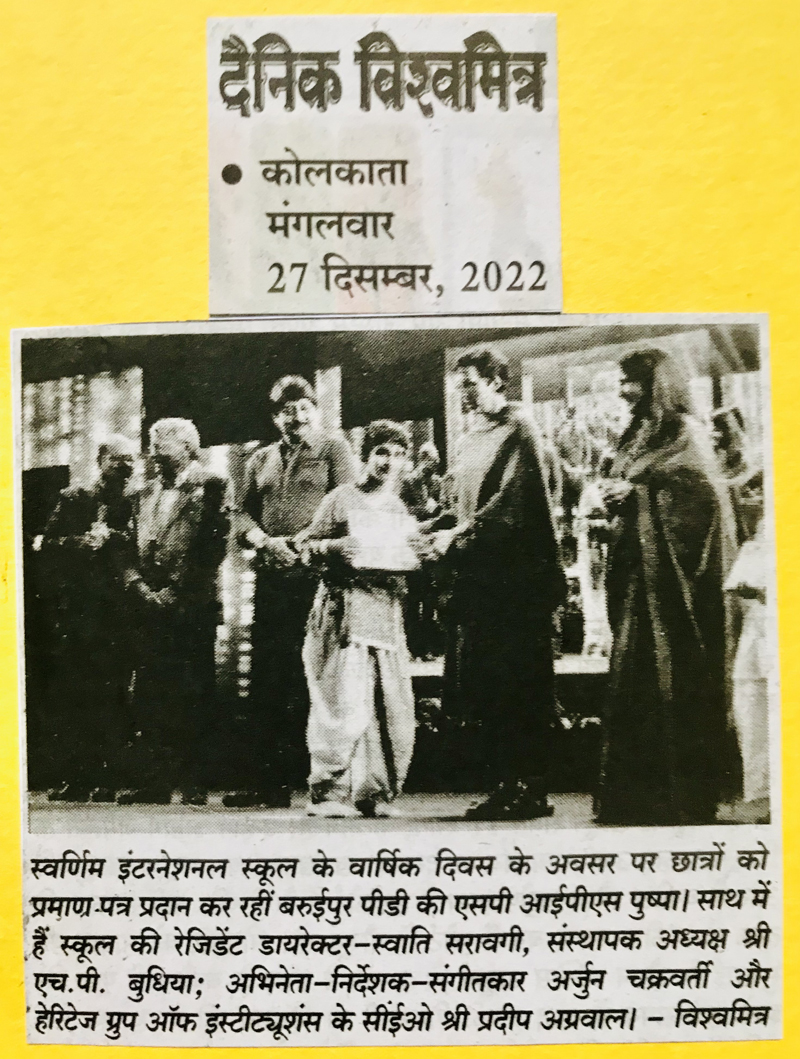 दैनिक विश्वमित्र
● कोलकाता
मंगलवार
27 दिसम्बर, 2022
स्वर्णिम इंटरनेशनल स्कूल के वार्षिक दिवस के अवसर पर छात्रों को
प्रमाण-पत्र प्रदान कर रहीं बरुईपुर पीडी की एसपी आईपीएस पुष्पा। साथ में
हैं स्कूल की रेजिडेंट डायरेक्टर–स्वाति सरावगी, संस्थापक अध्यक्ष श्री
एच.पी. बुधिया; अभिनेता–निर्देशक–संगीतकार अर्जुन चक्रवर्ती और
हेरिटेज ग्रुप ऑफ इंस्टीट्यूशंस के सीईओ श्री प्रदीप अग्रवाल। – विश्वमित्र